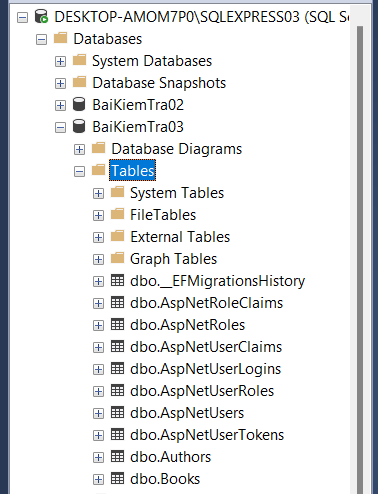 DESKTOP-AMOM7P0\SQLEXPRESS03 (SQL Se
Databases
System Databases
Database Snapshots
BaiKiemTra02
BaiKiemTra03
Database Diagrams
Tables
System Tables
FileTables
External Tables
Graph Tables
dbo.__EFMigrationsHistory
dbo.AspNetRoleClaims
dbo.AspNetRoles
dbo.AspNetUserClaims
dbo.AspNetUserLogins
dbo.AspNetUserRoles
dbo.AspNetUsers
dbo.AspNetUserTokens
dbo.Authors
dbo.Books